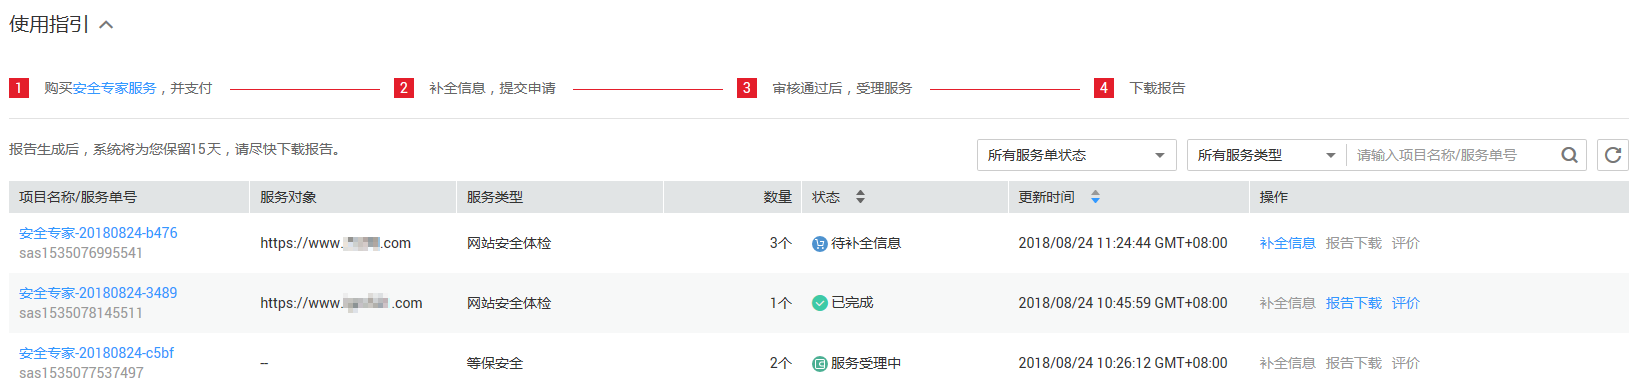 使用指引
1 购买安全专家服务，并支付 2 补全信息，提交申请 3 审核通过后，受理服务 4 下载报告
报告生成后，系统将为您保留15天，请尽快下载报告。 所有服务单状态 所有服务类型 请输入项目名称/服务单号
项目名称/服务单号 服务对象 服务类型 数量 状态 更新时间 操作
安全专家-20180824-b476 https://www. .com 网站安全体检 3个 待补全信息 2018/08/24 11:24:44 GMT+08:00 补全信息 报告下载 评价
sas1535076995541
安全专家-20180824-3489 https://www. .com 网站安全体检 1个 已完成 2018/08/24 10:45:59 GMT+08:00 补全信息 报告下载 评价
sas1535078145511
安全专家-20180824-c5bf -- 等保安全 2个 服务受理中 2018/08/24 10:26:12 GMT+08:00 补全信息 报告下载 评价
sas1535077537497